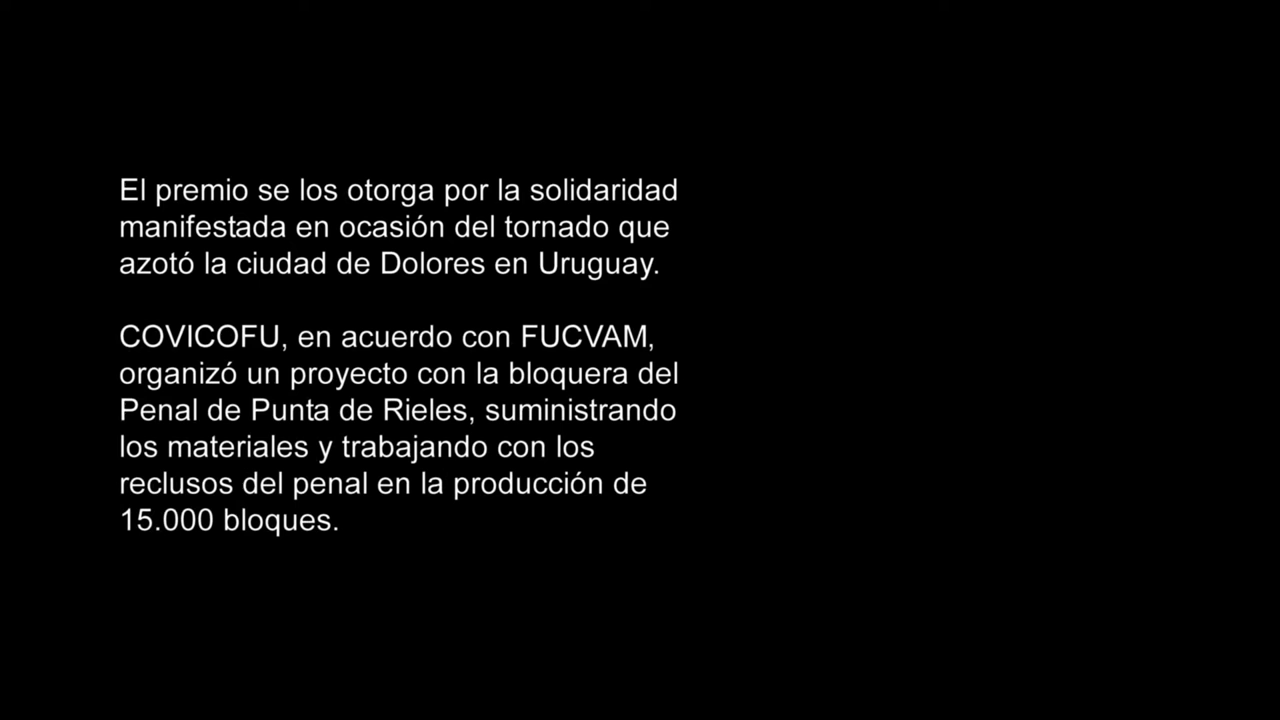 El premio se los otorga por la solidaridad
manifestada en ocasión del tornado que
azotó la ciudad de Dolores en Uruguay.
COVICOFU, en acuerdo con FUCVAM,
organizó un proyecto con la bloquera del
Penal de Punta de Rieles, suministrando
los materiales y trabajando con los
reclusos del penal en la producción de
15.000 bloques.